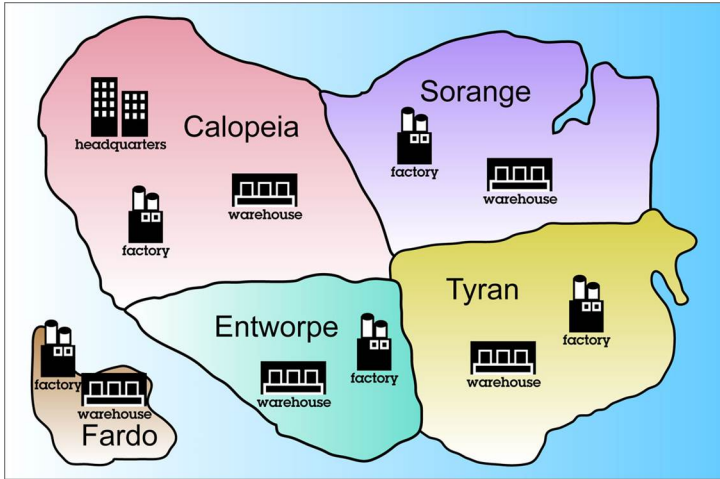 Sorange
Calopeia
headquarters
factory
warehouse
warehouse
factory
Tyran
Entworpe
factory
factory
warehouse
warehouse
factory
warehouse
Fardo